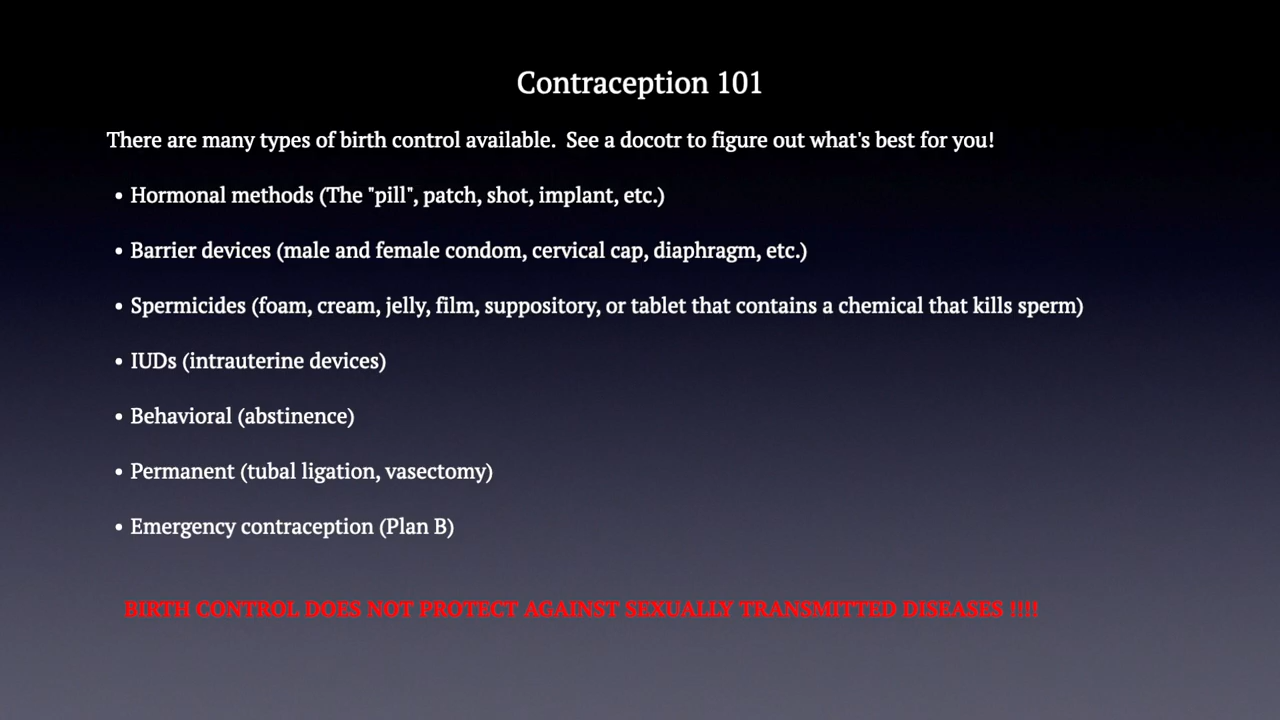 Contraception 101
There are many types of birth control available.  See a docotr to figure out what's best for you!
• Hormonal methods (The "pill", patch, shot, implant, etc.)
• Barrier devices (male and female condom, cervical cap, diaphragm, etc.)
• Spermicides (foam, cream, jelly, film, suppository, or tablet that contains a chemical that kills sperm)
• IUDs (intrauterine devices)
• Behavioral (abstinence)
• Permanent (tubal ligation, vasectomy)
• Emergency contraception (Plan B)
BIRTH CONTROL DOES NOT PROTECT AGAINST SEXUALLY TRANSMITTED DISEASES !!!!